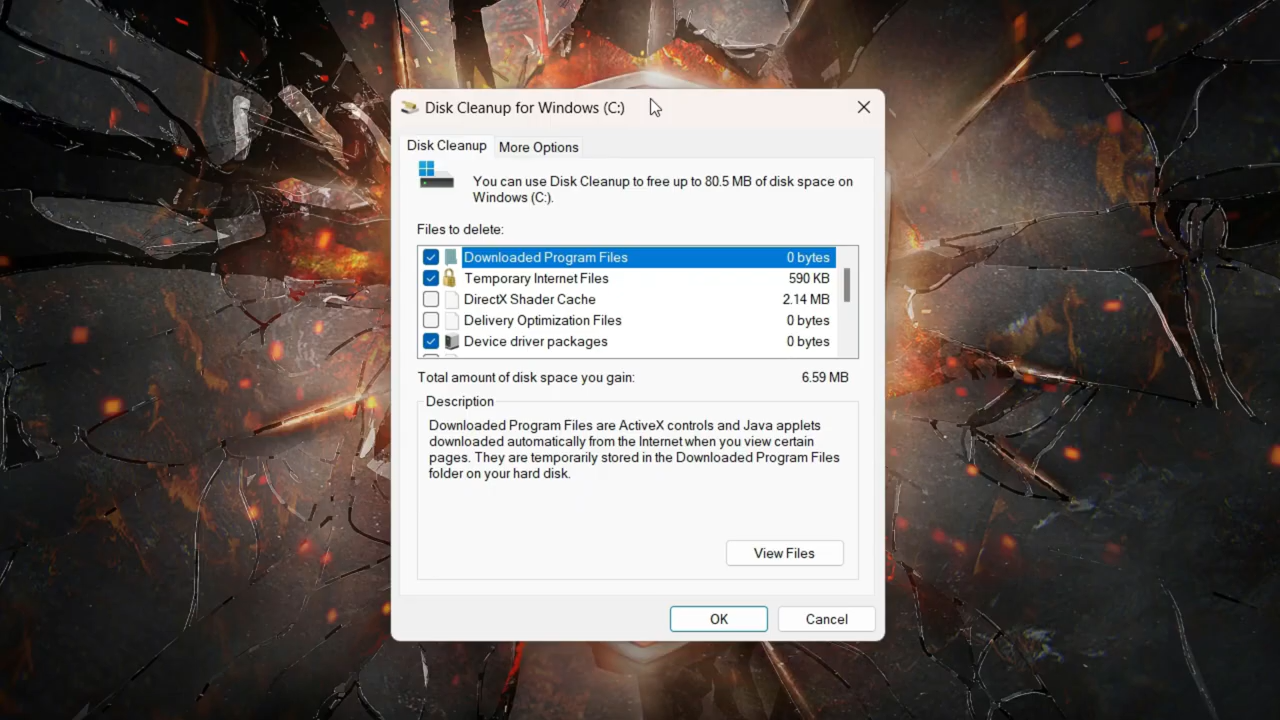 Disk Cleanup for Windows (C:)
Disk Cleanup
More Options
You can use Disk Cleanup to free up to 80.5 MB of disk space on
Windows (C:).
Files to delete:
Downloaded Program Files 0 bytes
Temporary Internet Files 590 KB
DirectX Shader Cache 2.14 MB
Delivery Optimization Files 0 bytes
Device driver packages 0 bytes
Total amount of disk space you gain: 6.59 MB
Description
Downloaded Program Files are ActiveX controls and Java applets
downloaded automatically from the Internet when you view certain
pages. They are temporarily stored in the Downloaded Program Files
folder on your hard disk.
View Files
OK
Cancel